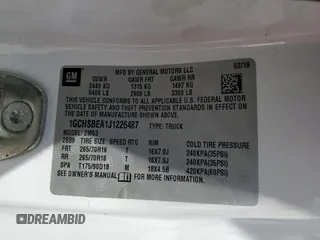 GM
MFD BY GENERAL MOTORS LLC
02/18
GVWR GAWR FRT GAWR RR
2449 KG 1315 KG 1497 KG
5400 LB 2900 LB 3300 LB
THIS VEHICLE CONFORMS TO ALL APPLICABLE U.S. FEDERAL MOTOR
VEHICLE SAFETY AND THEFT PREVENTION STANDARDS IN
EFFECT ON THE DATE OF MANUFACTURE SHOWN ABOVE.
1GCHSBEA1J1226487 TYPE: TRUCK
MODEL:
TIRE SIZE SPEED RTG RIM COLD TIRE PRESSURE
FRT 265/70R16 T 16X7.0J 240KPA(35PSI)
RR 265/70R16 T 16X7.0J 240KPA(35PSI)
SPA T175/90D18 M 18X4.5B 420KPA(60PSI)
SEE OWNER'S MANUAL FOR MORE INFORMATION.